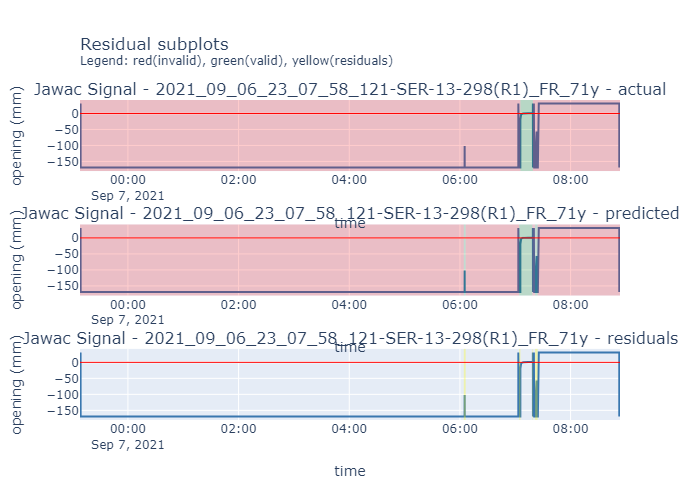 Residual subplots
Legend: red(invalid), green(valid), yellow(residuals)
Jawac Signal - 2021_09_06_23_07_58_121-SER-13-298(R1)_FR_71y - actual
opening (mm)
0
−50
−100
−150
00:00 02:00 04:00 06:00 08:00
Sep 7, 2021
time
Jawac Signal - 2021_09_06_23_07_58_121-SER-13-298(R1)_FR_71y - predicted
opening (mm)
0
−50
−100
−150
00:00 02:00 04:00 06:00 08:00
Sep 7, 2021
time
Jawac Signal - 2021_09_06_23_07_58_121-SER-13-298(R1)_FR_71y - residuals
opening (mm)
0
−50
−100
−150
00:00 02:00 04:00 06:00 08:00
Sep 7, 2021
time